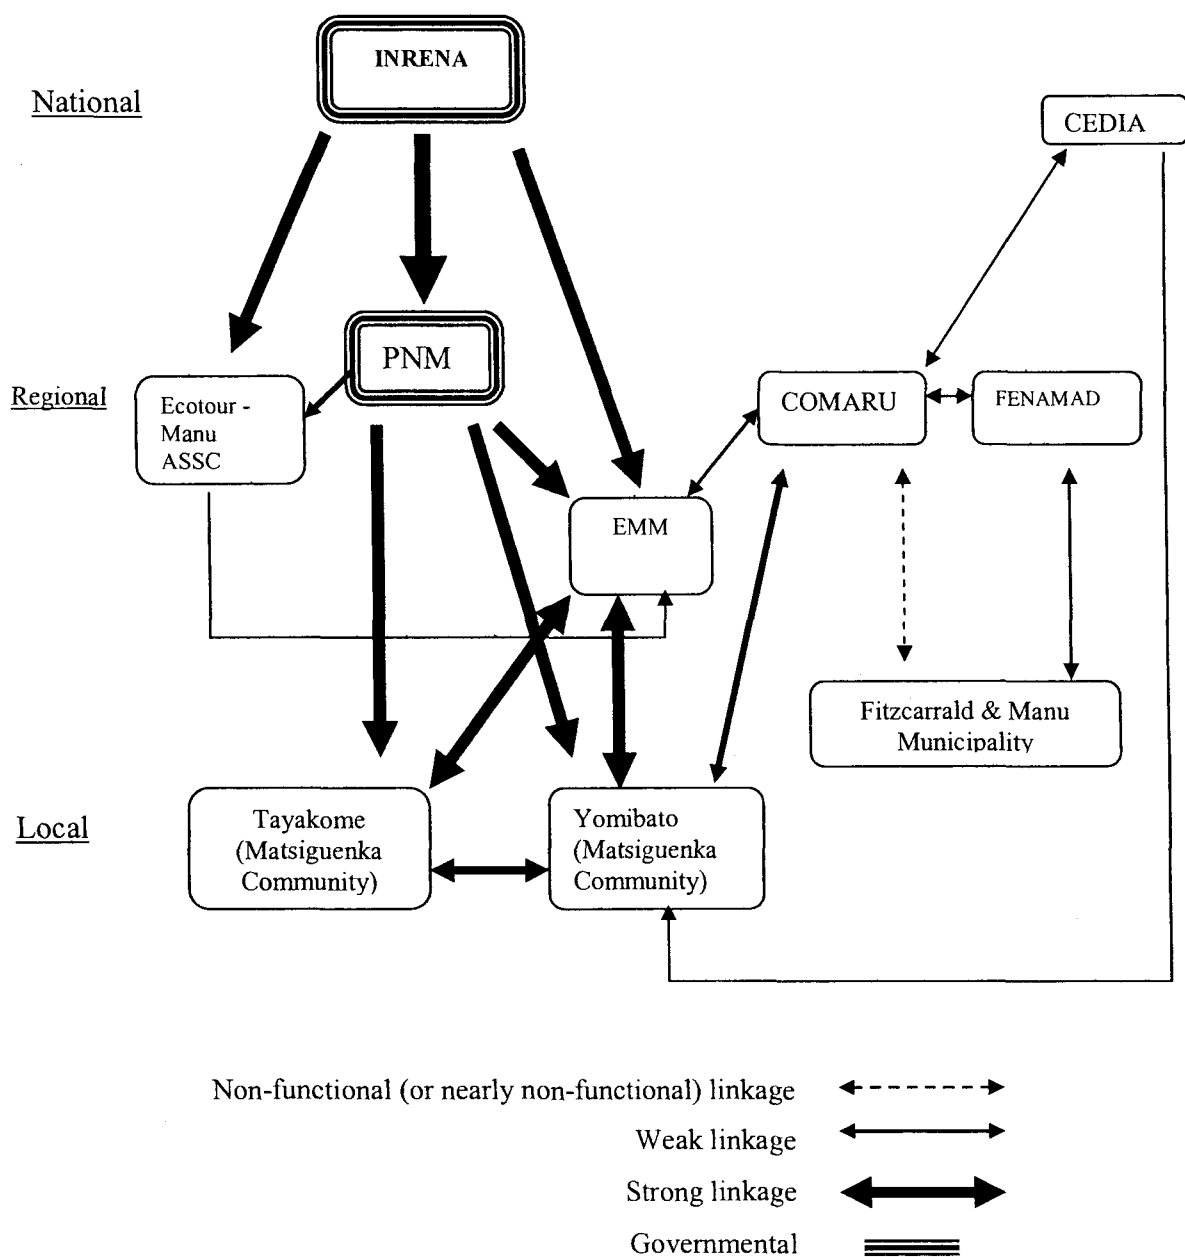 INRENA
National
CEDIA
PNM
Regional
Ecotour -
Manu
ASSC
COMARU
FENAMAD
EMM
Fitzcarrald & Manu
Municipality
Local
Tayakome
(Matsiguenka
Community)
Yomibato
(Matsiguenka
Community)
Non-functional (or nearly non-functional) linkage
Weak linkage
Strong linkage
Governmental